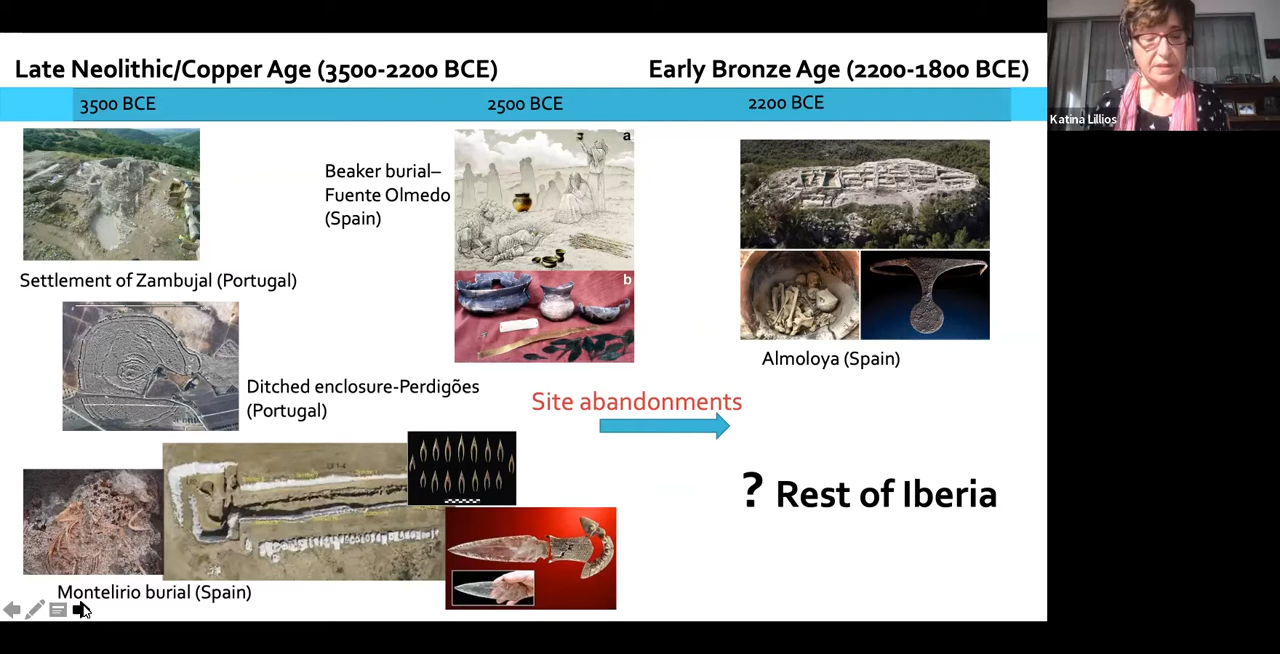 Late Neolithic/Copper Age (3500-2200 BCE)
Early Bronze Age (2200-1800 BCE)
3500 BCE
2500 BCE
2200 BCE
Katina Lillios
a
Beaker burial–
Fuente Olmedo
(Spain)
b
Settlement of Zambujal (Portugal)
Almoloya (Spain)
Ditched enclosure-Perdigões
(Portugal)
Site abandonments
? Rest of Iberia
Montelirio burial (Spain)